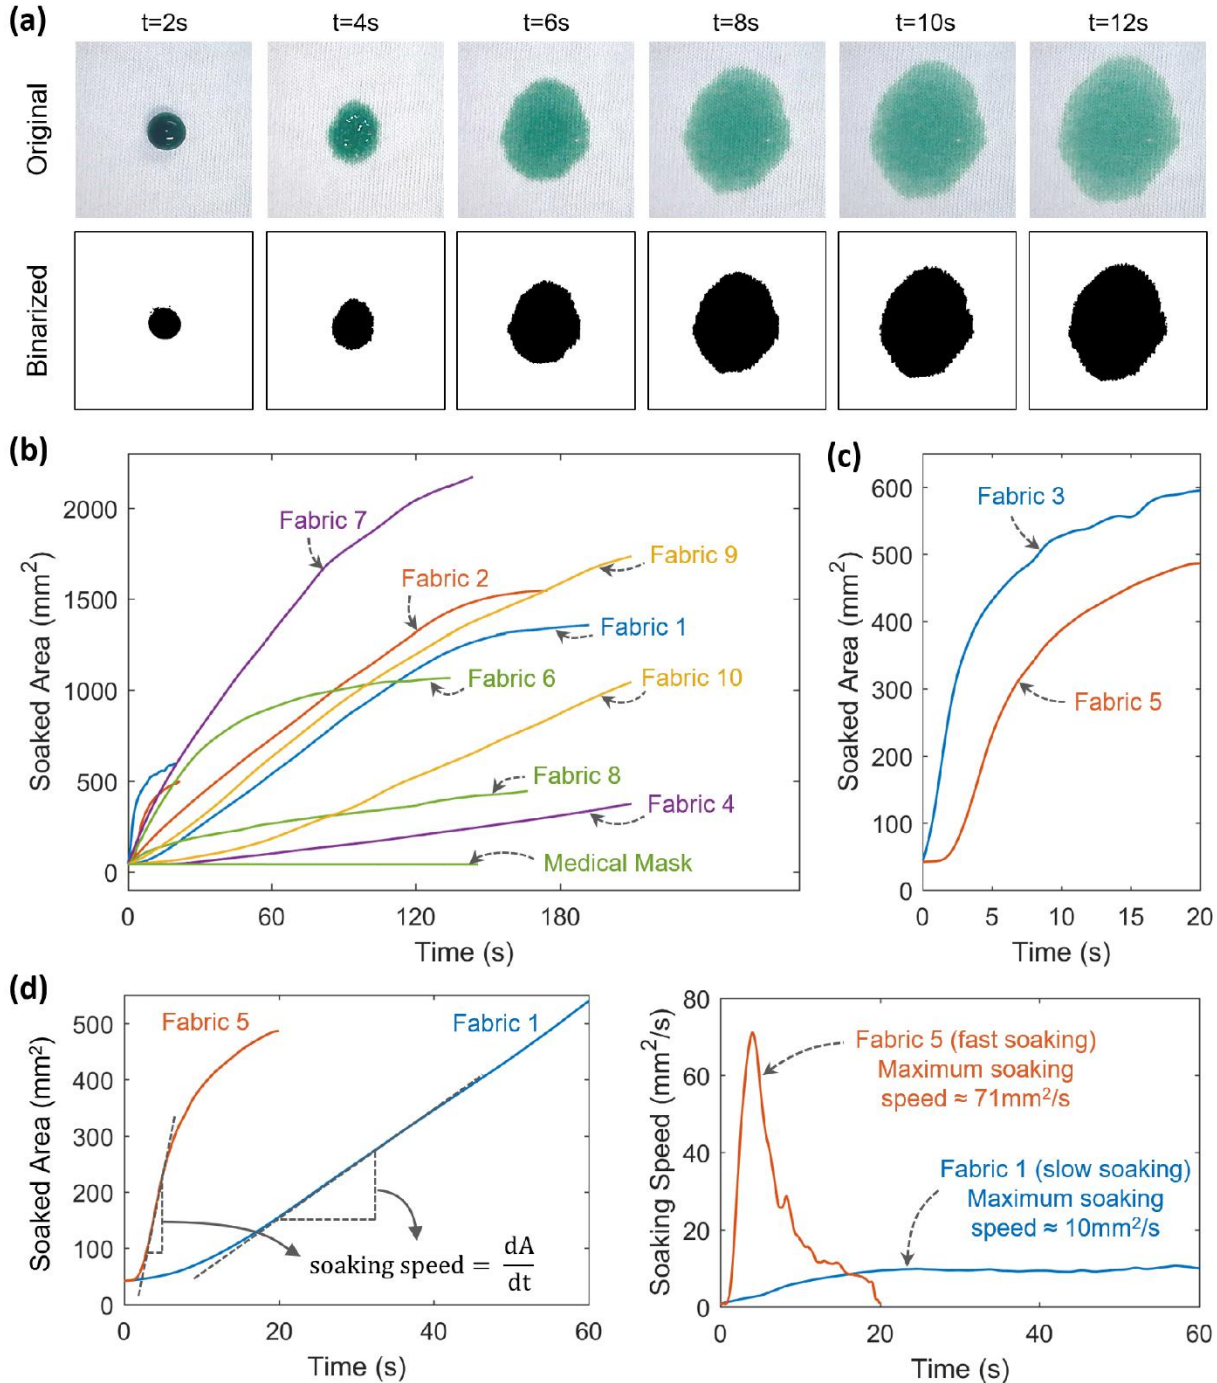 (a)
t=2s t=4s t=6s t=8s t=10s t=12s
Original
Binarized
(b)
Soaked Area (mm²)
2000
1500
1000
500
0
0 60 120 180
Time (s)
Fabric 7
Fabric 2
Fabric 9
Fabric 1
Fabric 6
Fabric 10
Fabric 8
Fabric 4
Medical Mask
(c)
Soaked Area (mm²)
600
500
400
300
200
100
0
0 5 10 15 20
Time (s)
Fabric 3
Fabric 5
(d)
Soaked Area (mm²)
500
400
300
200
100
0
0 20 40 60
Time (s)
Fabric 5
Fabric 1
soaking speed = dA/dt
Soaking Speed (mm²/s)
80
60
40
20
0
0 20 40 60
Time (s)
Fabric 5 (fast soaking)
Maximum soaking
speed ≈ 71mm²/s
Fabric 1 (slow soaking)
Maximum soaking
speed ≈ 10mm²/s